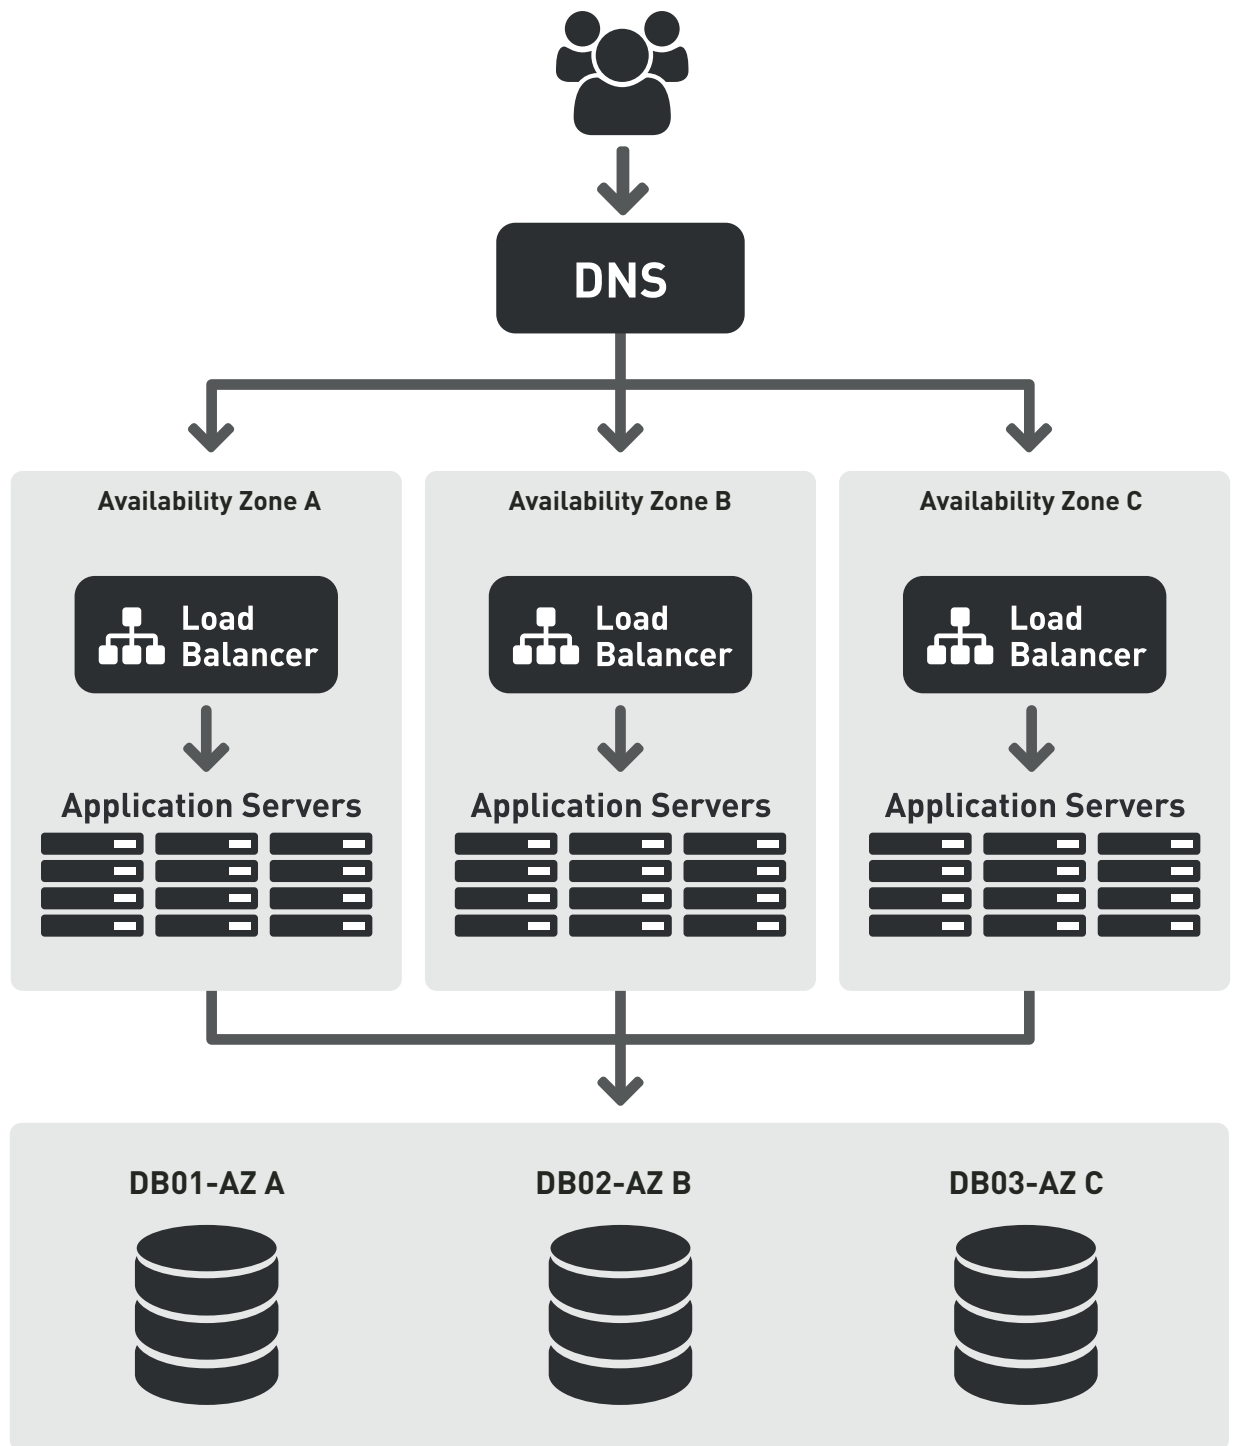 DNS
Availability Zone A
Availability Zone B
Availability Zone C
Load
Balancer
Load
Balancer
Load
Balancer
Application Servers
Application Servers
Application Servers
DB01-AZ A
DB02-AZ B
DB03-AZ C